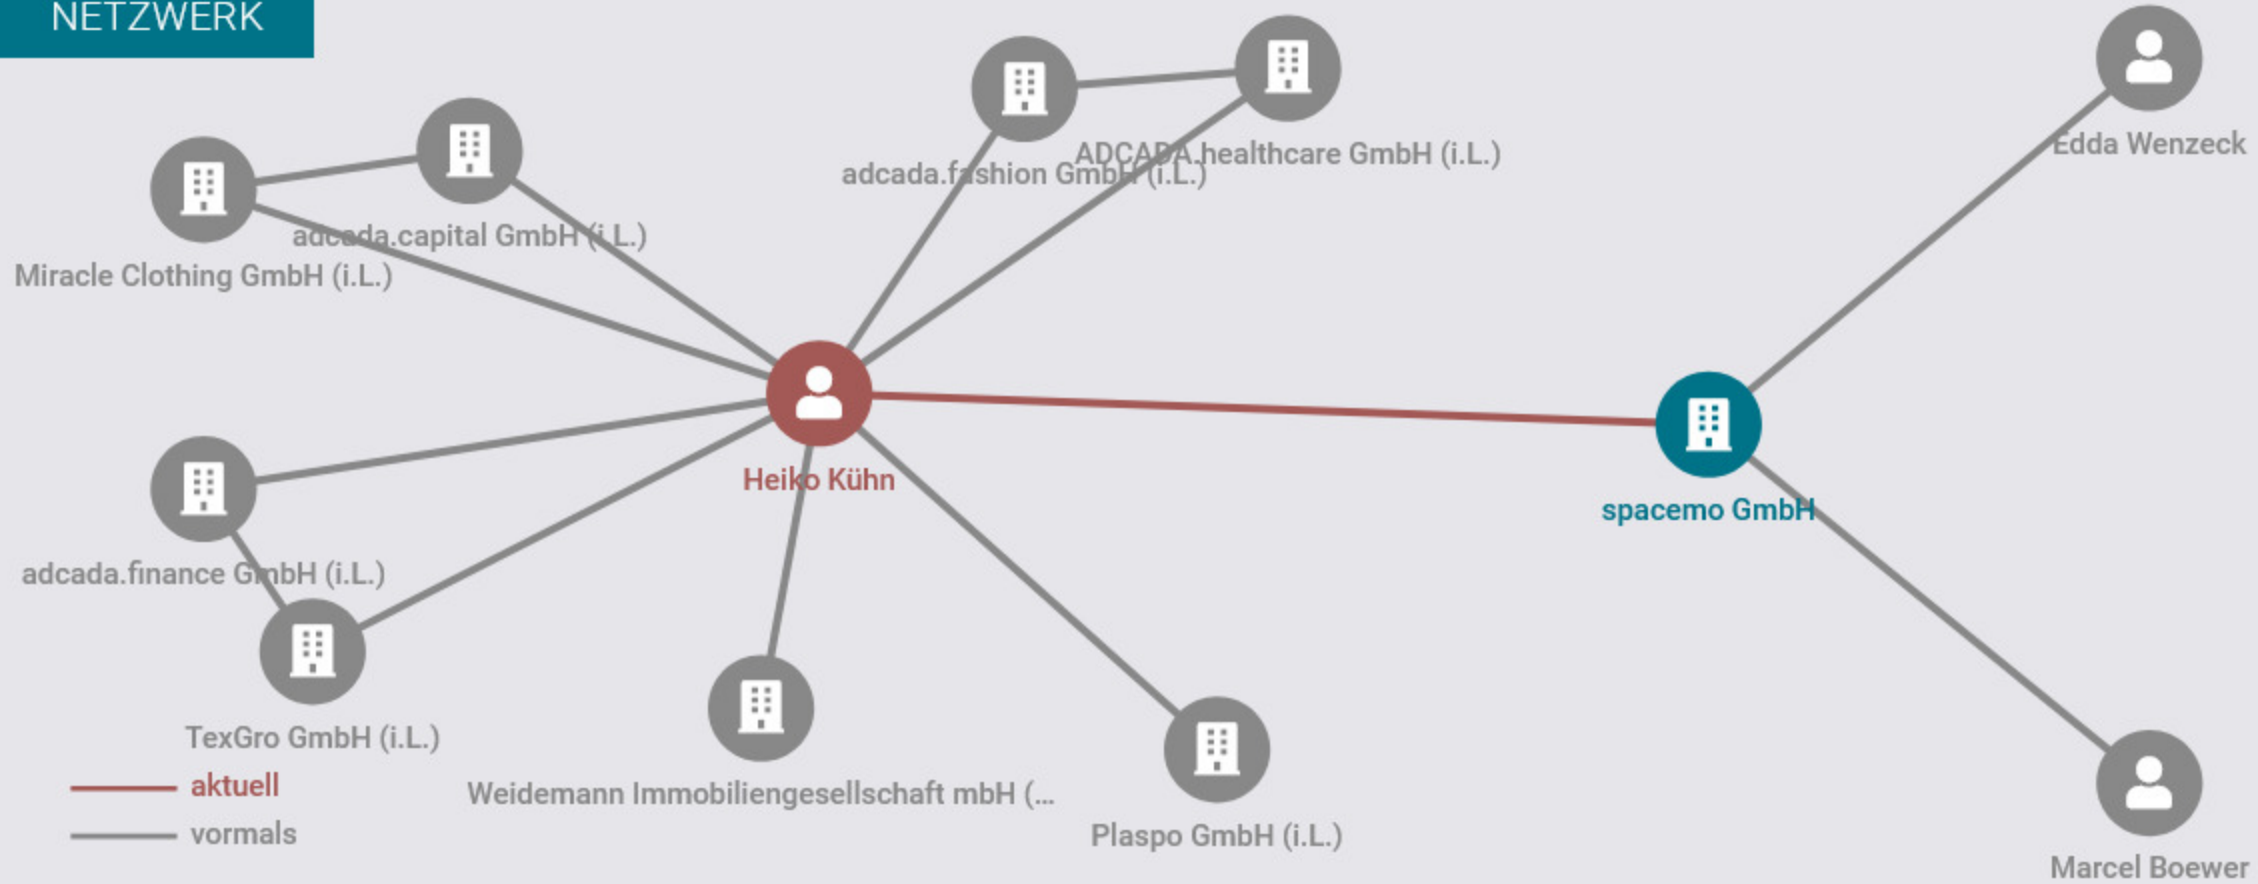 NETZWERK
Edda Wenzeck
ADCADA.healthcare GmbH (i.L.)
adcada.fashion GmbH (i.L.)
adcada.capital GmbH (i.L.)
Miracle Clothing GmbH (i.L.)
Heiko Kühn
spacemo GmbH
adcada.finance GmbH (i.L.)
TexGro GmbH (i.L.)
aktuell
Weidemann Immobiliengesellschaft mbH (...
vormals
Plaspo GmbH (i.L.)
Marcel Boewer